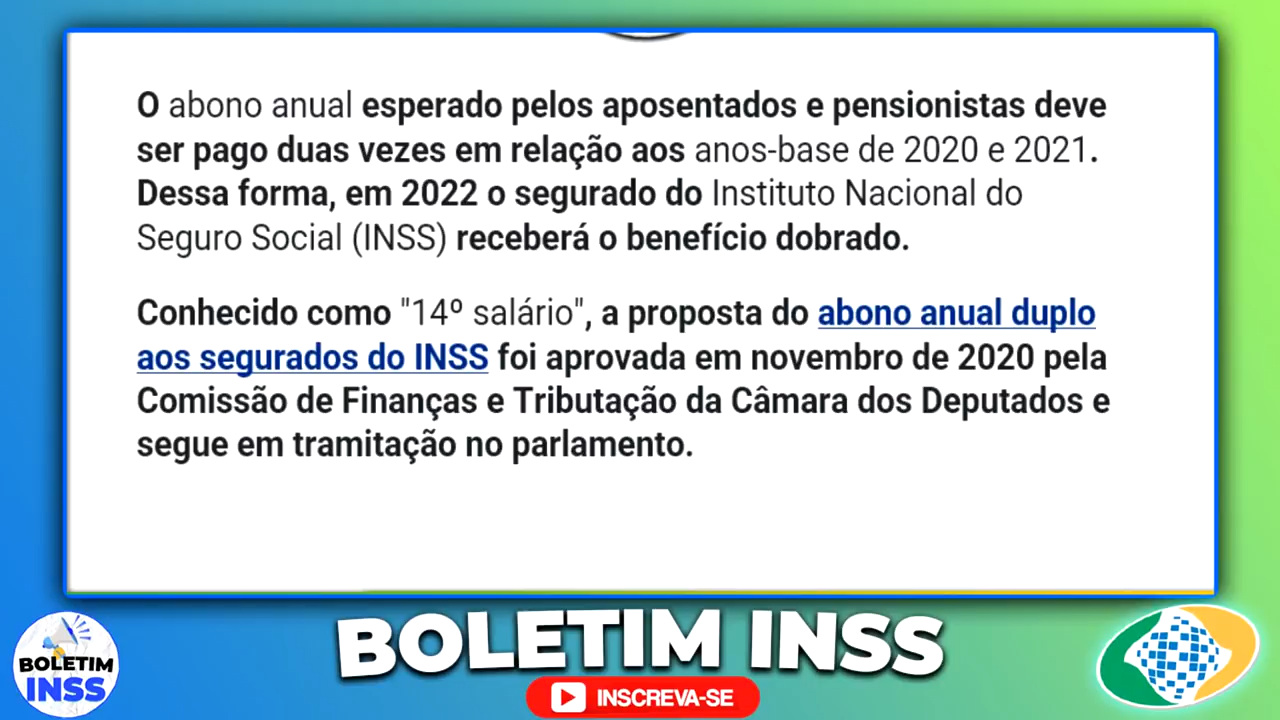 O abono anual esperado pelos aposentados e pensionistas deve
ser pago duas vezes em relação aos anos-base de 2020 e 2021.
Dessa forma, em 2022 o segurado do Instituto Nacional do
Seguro Social (INSS) receberá o benefício dobrado.
Conhecido como "14º salário", a proposta do abono anual duplo
aos segurados do INSS foi aprovada em novembro de 2020 pela
Comissão de Finanças e Tributação da Câmara dos Deputados e
segue em tramitação no parlamento.
BOLETIM INSS
INSCREVA-SE
BOLETIM
INSS